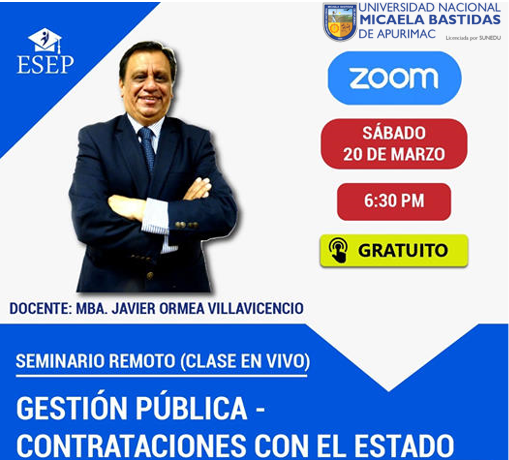 ESEP
UNIVERSIDAD NACIONAL
MICAELA BASTIDAS
DE APURIMAC
Licenciada por SUNEDU
zoom
SÁBADO
20 DE MARZO
6:30 PM
GRATUITO
DOCENTE: MBA. JAVIER ORMEA VILLAVICENCIO
SEMINARIO REMOTO (CLASE EN VIVO)
GESTIÓN PÚBLICA -
CONTRATACIONES CON EL ESTADO